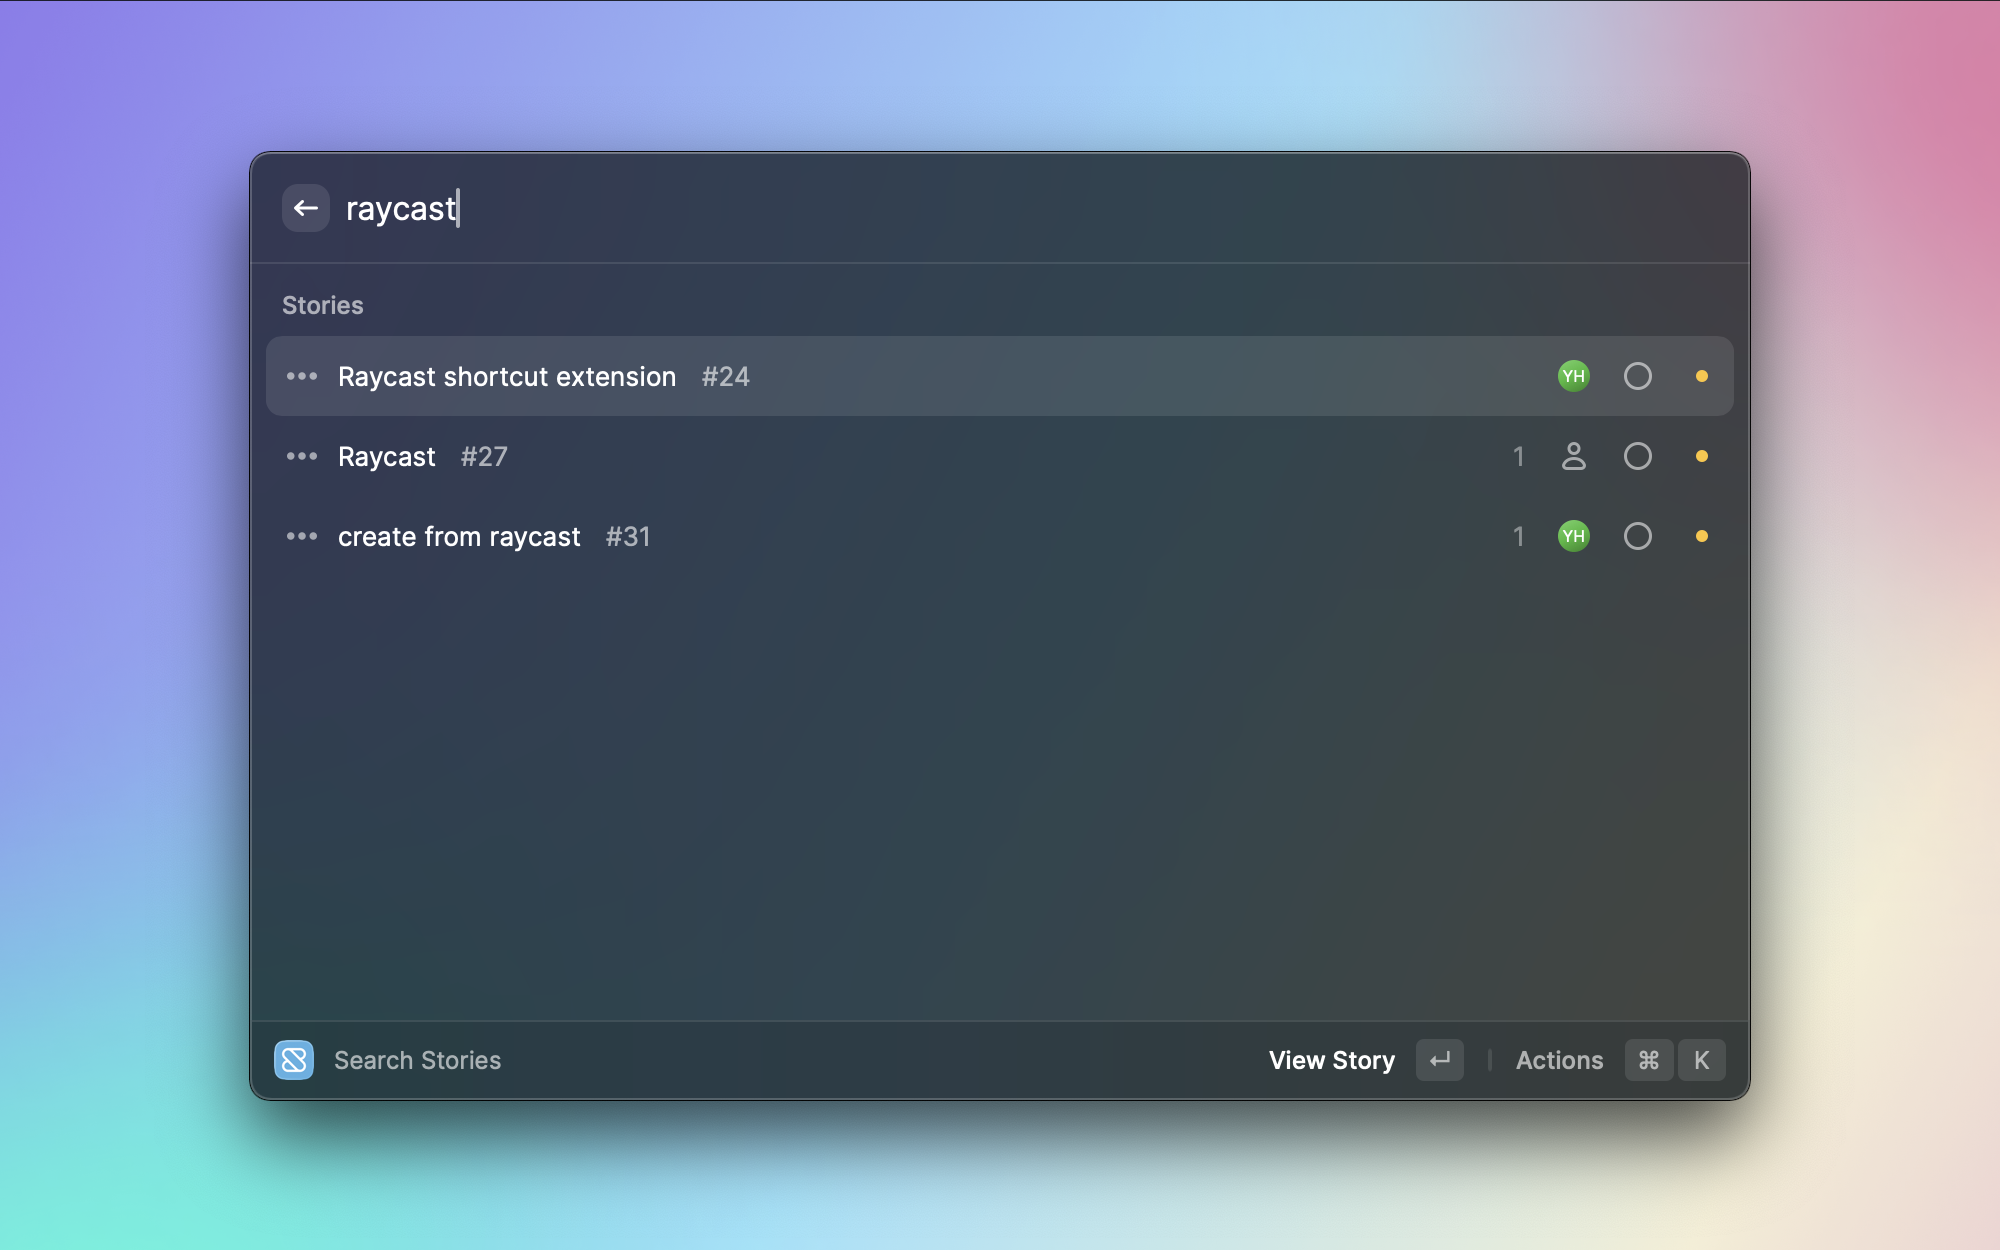 raycast
Stories
Raycast shortcut extension #24 YH
Raycast #27 1
create from raycast #31 1 YH
Search Stories View Story ↵ Actions ⌘ K